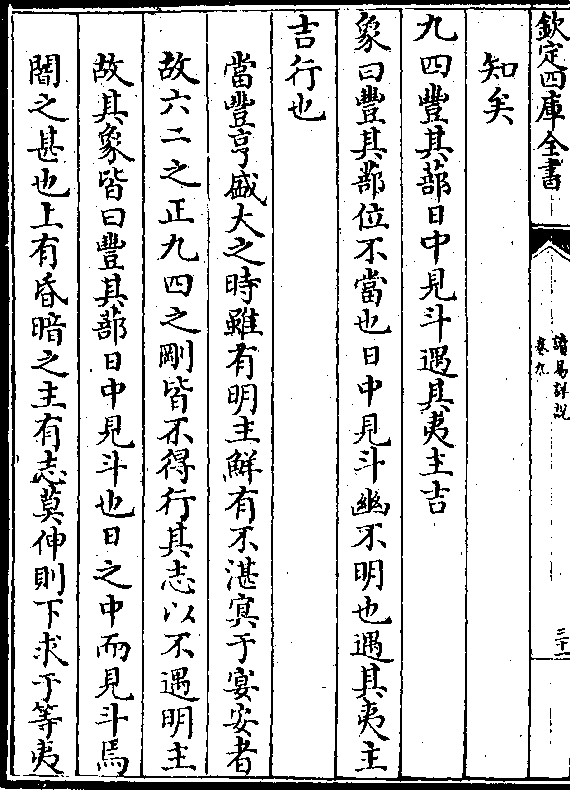 欽定四庫全書
讀易詳說
卷九
三十一
知矣
九四豐其蔀日中見斗遇其夷主吉
象曰豐其蔀位不當也日中見斗幽不明也遇其夷主
吉行也
當豐亨盛大之時雖有明主鮮有不湛㝠于宴安者
故六二之正九四之剛皆不得行其志以不遇明主
故其象皆曰豐其蔀日中見斗也日之中而見斗焉
闇之甚也上有昏暗之主有志莫伸則下求于等夷